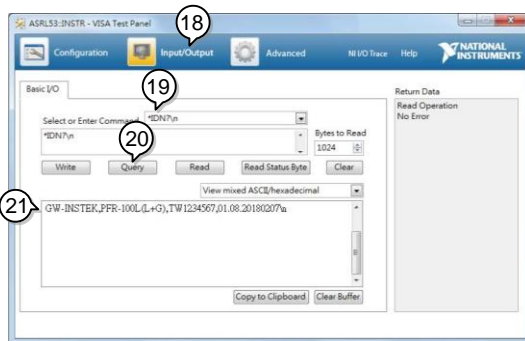 ASRL53::INSTR - VISA Test Panel
18
Configuration Input/Output Advanced NI I/O Trace Help NATIONAL INSTRUMENTS
Basic I/O
Return Data
Read Operation
No Error
19
Select or Enter Command *IDN?\n
*IDN?\n
Bytes to Read
1024
20
Write Query Read Read Status Byte Clear
View mixed ASCII/hexadecimal
21
GW-INSTEK,PFR-100L(L+G),TW1234567,01.08.20180207\n
Copy to Clipboard Clear Buffer